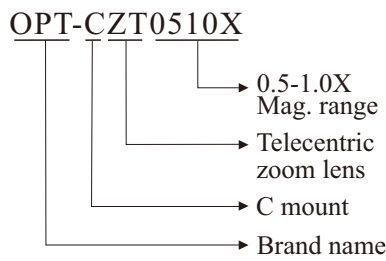 OPT-CZT0510X
0.5-1.0X
Mag. range
Telecentric
zoom lens
C mount
Brand name